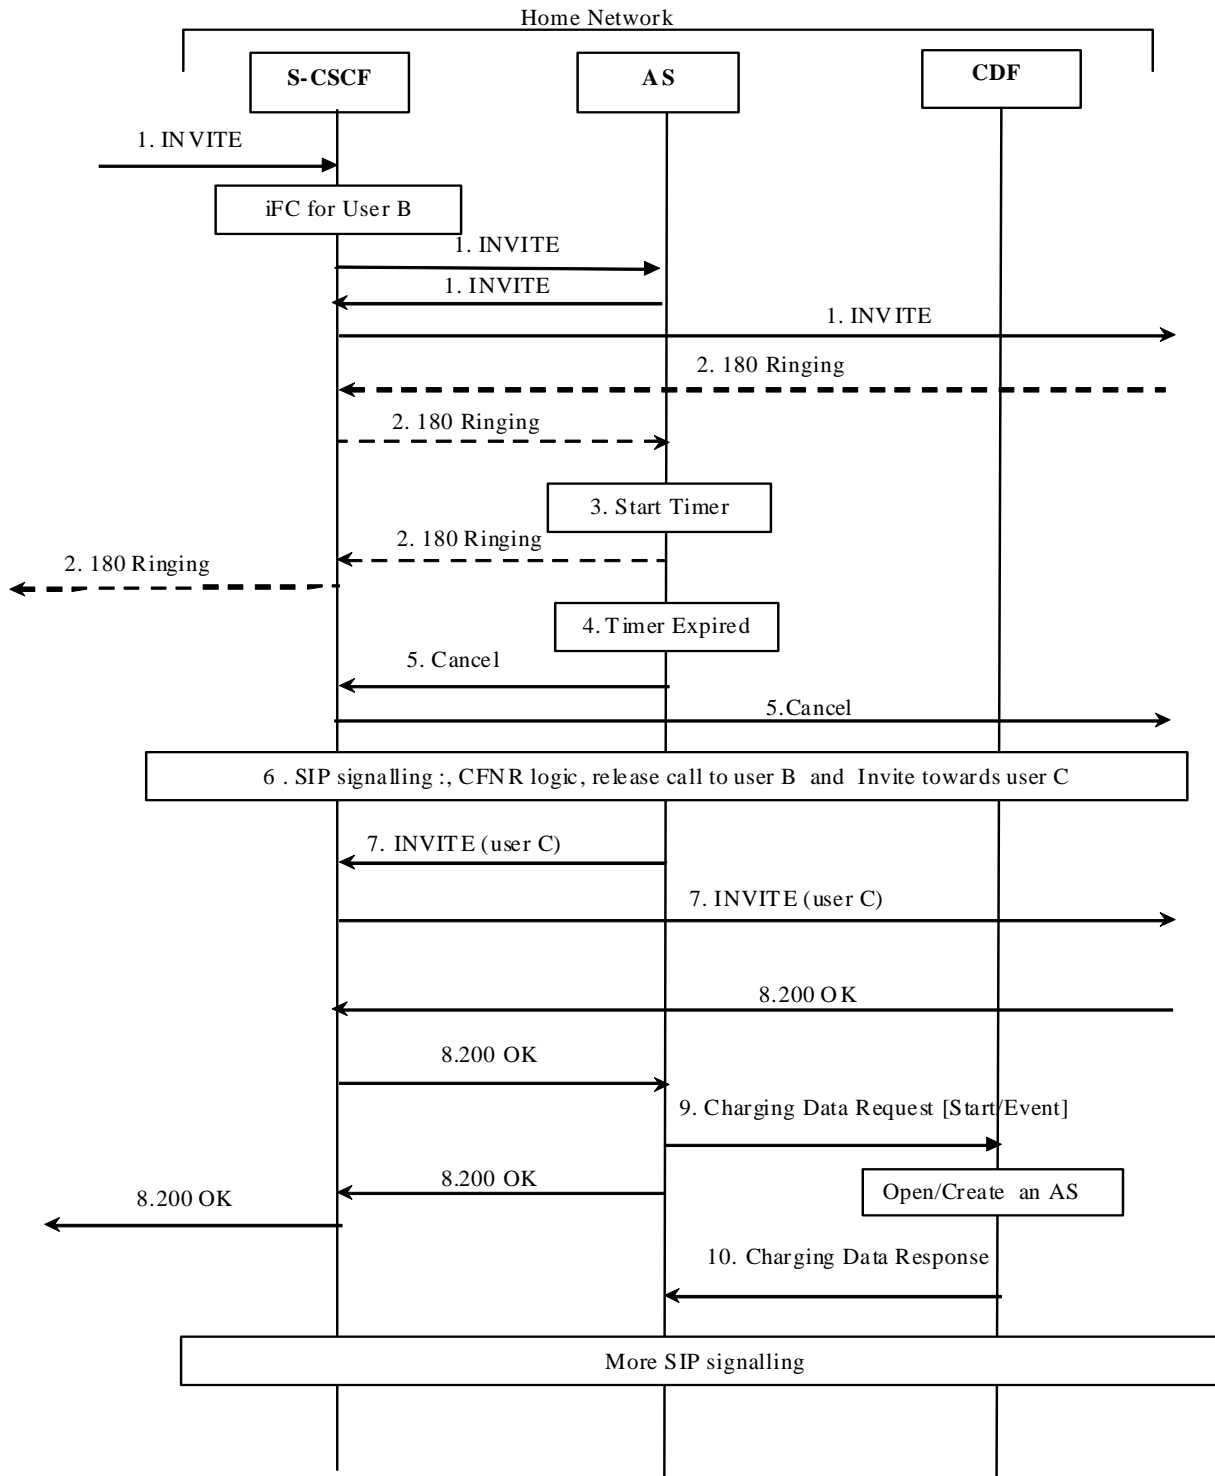 Home Network
S-CSCF
AS
CDF
1. INVITE
iFC for User B
1. INVITE
1. INVITE
1. INVITE
2. 180 Ringing
2. 180 Ringing
3. Start Timer
2. 180 Ringing
2. 180 Ringing
4. Timer Expired
5. Cancel
5.Cancel
6 . SIP signalling :, CFNR logic, release call to user B and Invite towards user C
7. INVITE (user C)
7. INVITE (user C)
8.200 OK
8.200 OK
9. Charging Data Request [Start/Event]
8.200 OK
Open/Create an AS
8.200 OK
10. Charging Data Response
More SIP signalling